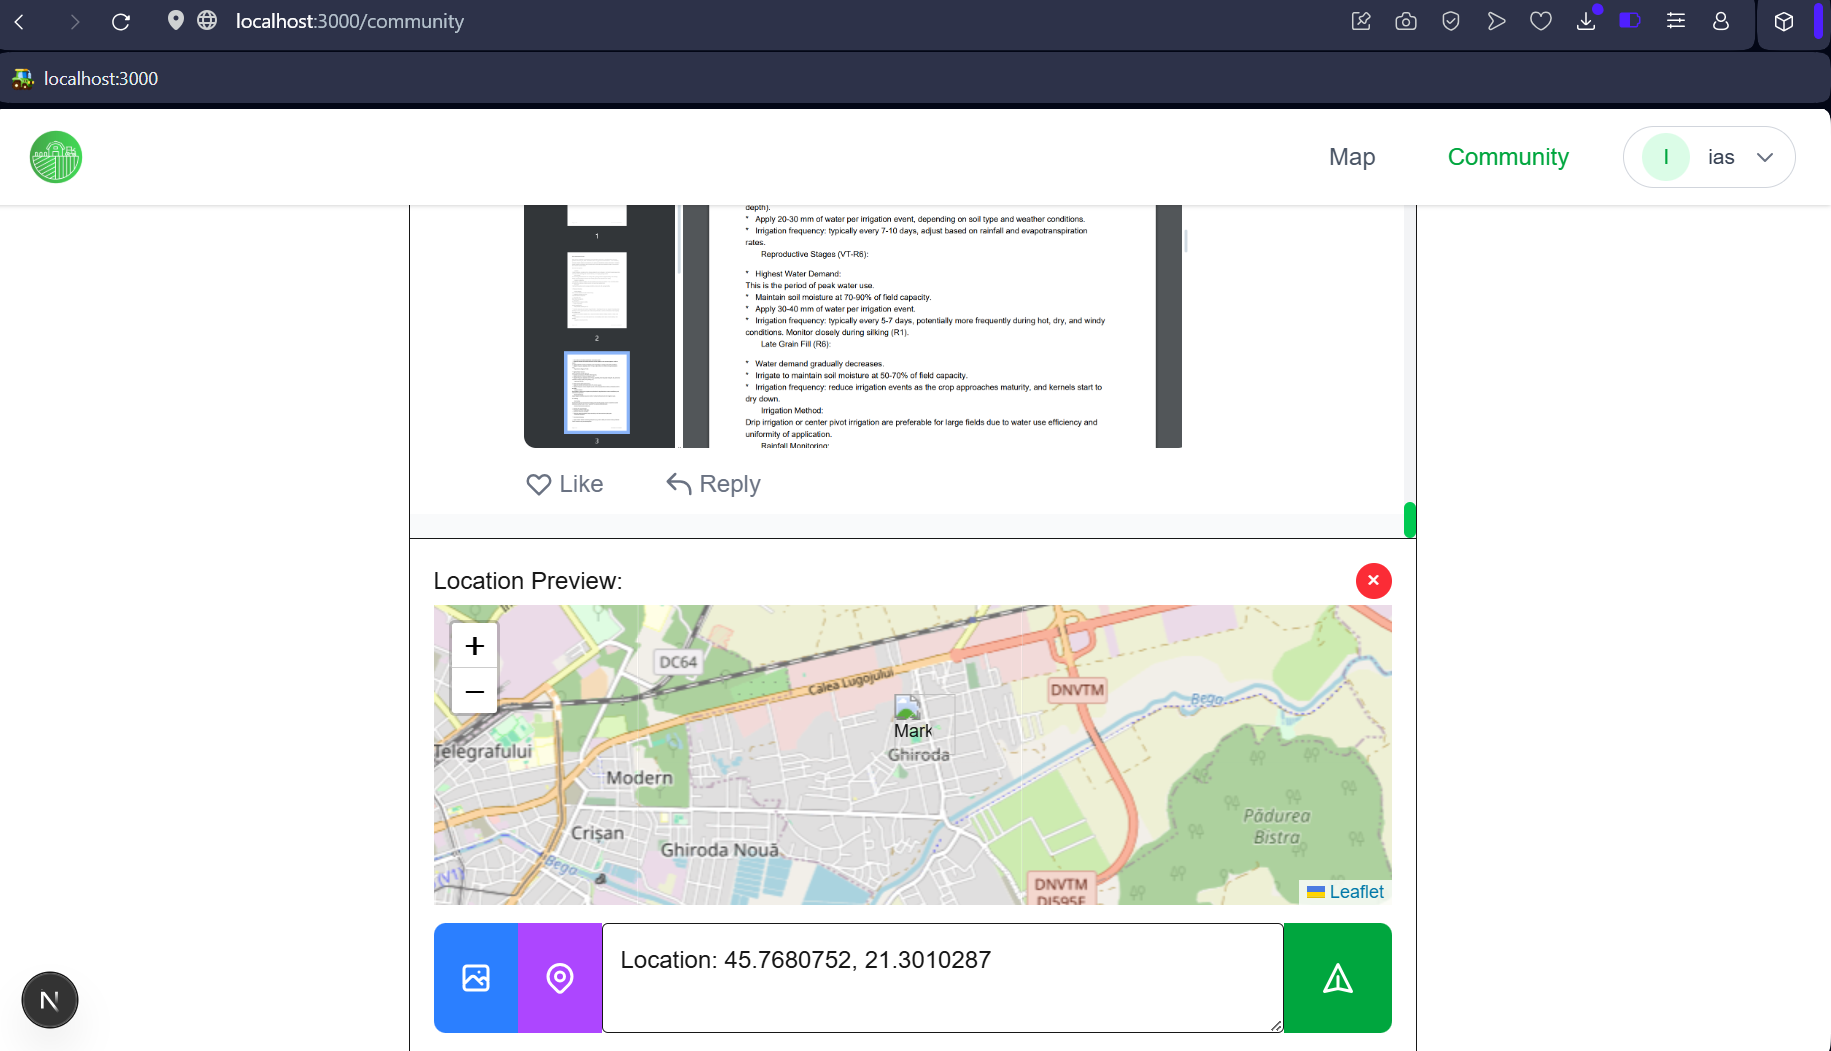 localhost:3000/community
localhost:3000
Map
Community
I
ias
1
2
3
depth).
* Apply 20-30 mm of water per irrigation event, depending on soil type and weather conditions.
* Irrigation frequency: typically every 7-10 days, adjust based on rainfall and evapotranspiration
rates.
Reproductive Stages (VT-R6):
* Highest Water Demand:
This is the period of peak water use.
* Maintain soil moisture at 70-90% of field capacity.
* Apply 30-40 mm of water per irrigation event.
* Irrigation frequency: typically every 5-7 days, potentially more frequently during hot, dry, and windy
conditions. Monitor closely during silking (R1).
Late Grain Fill (R6):
* Water demand gradually decreases.
* Irrigate to maintain soil moisture at 50-70% of field capacity.
* Irrigation frequency: reduce irrigation events as the crop approaches maturity, and kernels start to
dry down.
Irrigation Method:
Drip irrigation or center pivot irrigation are preferable for large fields due to water use efficiency and
uniformity of application.
Rainfall Monitoring:
Like
Reply
Location Preview:
+
−
DC64
Calea Lugojului
DNVTM
Bega
Mark
Ghiroda
Telegrafului
Modern
Crișan
Ghiroda Nouă
Pădurea
Bistra
Bega
(V1)
DNVTM
DJ595F
Leaflet
Location: 45.7680752, 21.3010287
N